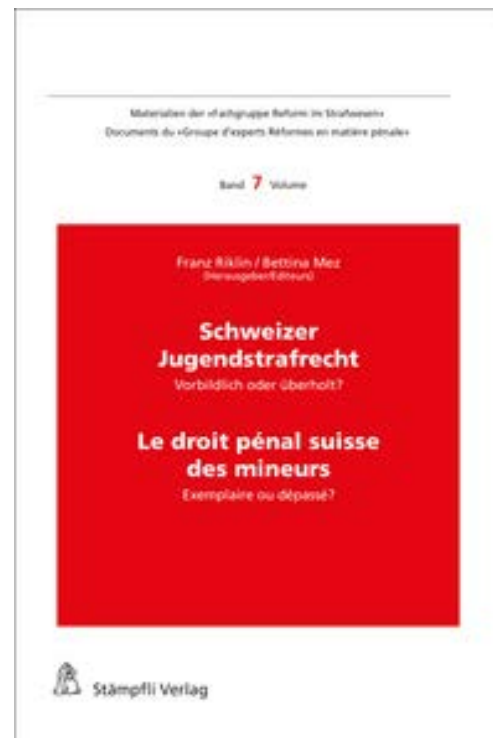 Materialien der «Fachgruppe Reform im Strafwesen»
Documents du «Groupe d'experts Réformes en matière pénale»
Band 7 Volume
Franz Riklin / Bettina Mez
(Herausgeber/Editeurs)
Schweizer
Jugendstrafrecht
Vorbildlich oder überholt?
Le droit pénal suisse
des mineurs
Exemplaire ou dépassé?
Stämpfli Verlag